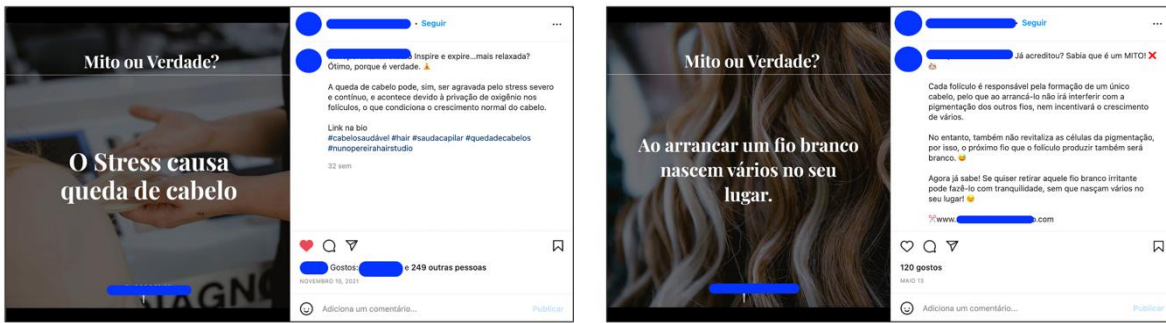 Mito ou Verdade?
O Stress causa
queda de cabelo
AGN
• Seguir
...
Inspire e expire...mais relaxada?
Ótimo, porque é verdade. 🙏
A queda de cabelo pode, sim, ser agravada pelo stress severo
e contínuo, e acontece devido à privação de oxigênio nos
folículos, o que condiciona o crescimento normal do cabelo.
Link na bio
#cabelosaudável #hair #saudacapilar #quedadecabelos
#nunopereirahairstudio
32 sem
Gostos: e 249 outras pessoas
NOVEMBRO 15, 2021
Adiciona um comentário...
Publicar
Mito ou Verdade?
Ao arrancar um fio branco
nascem vários no seu
lugar.
• Seguir
...
Já acreditou? Sabia que é um MITO! ❌
Cada folículo é responsável pela formação de um único
cabelo, pelo que ao arrancá-lo não irá interferir com a
pigmentação dos outros fios, nem incentivará o crescimento
de vários.
No entanto, também não revitaliza as células da pigmentação,
por isso, o próximo fio que o folículo produzir também será
branco. 😅
Agora já sabe! Se quiser retirar aquele fio branco irritante
pode fazê-lo com tranquilidade, sem que nasçam vários no
seu lugar! 😉
www. .com
120 gostos
MAIO 13
Adiciona um comentário...
Publicar